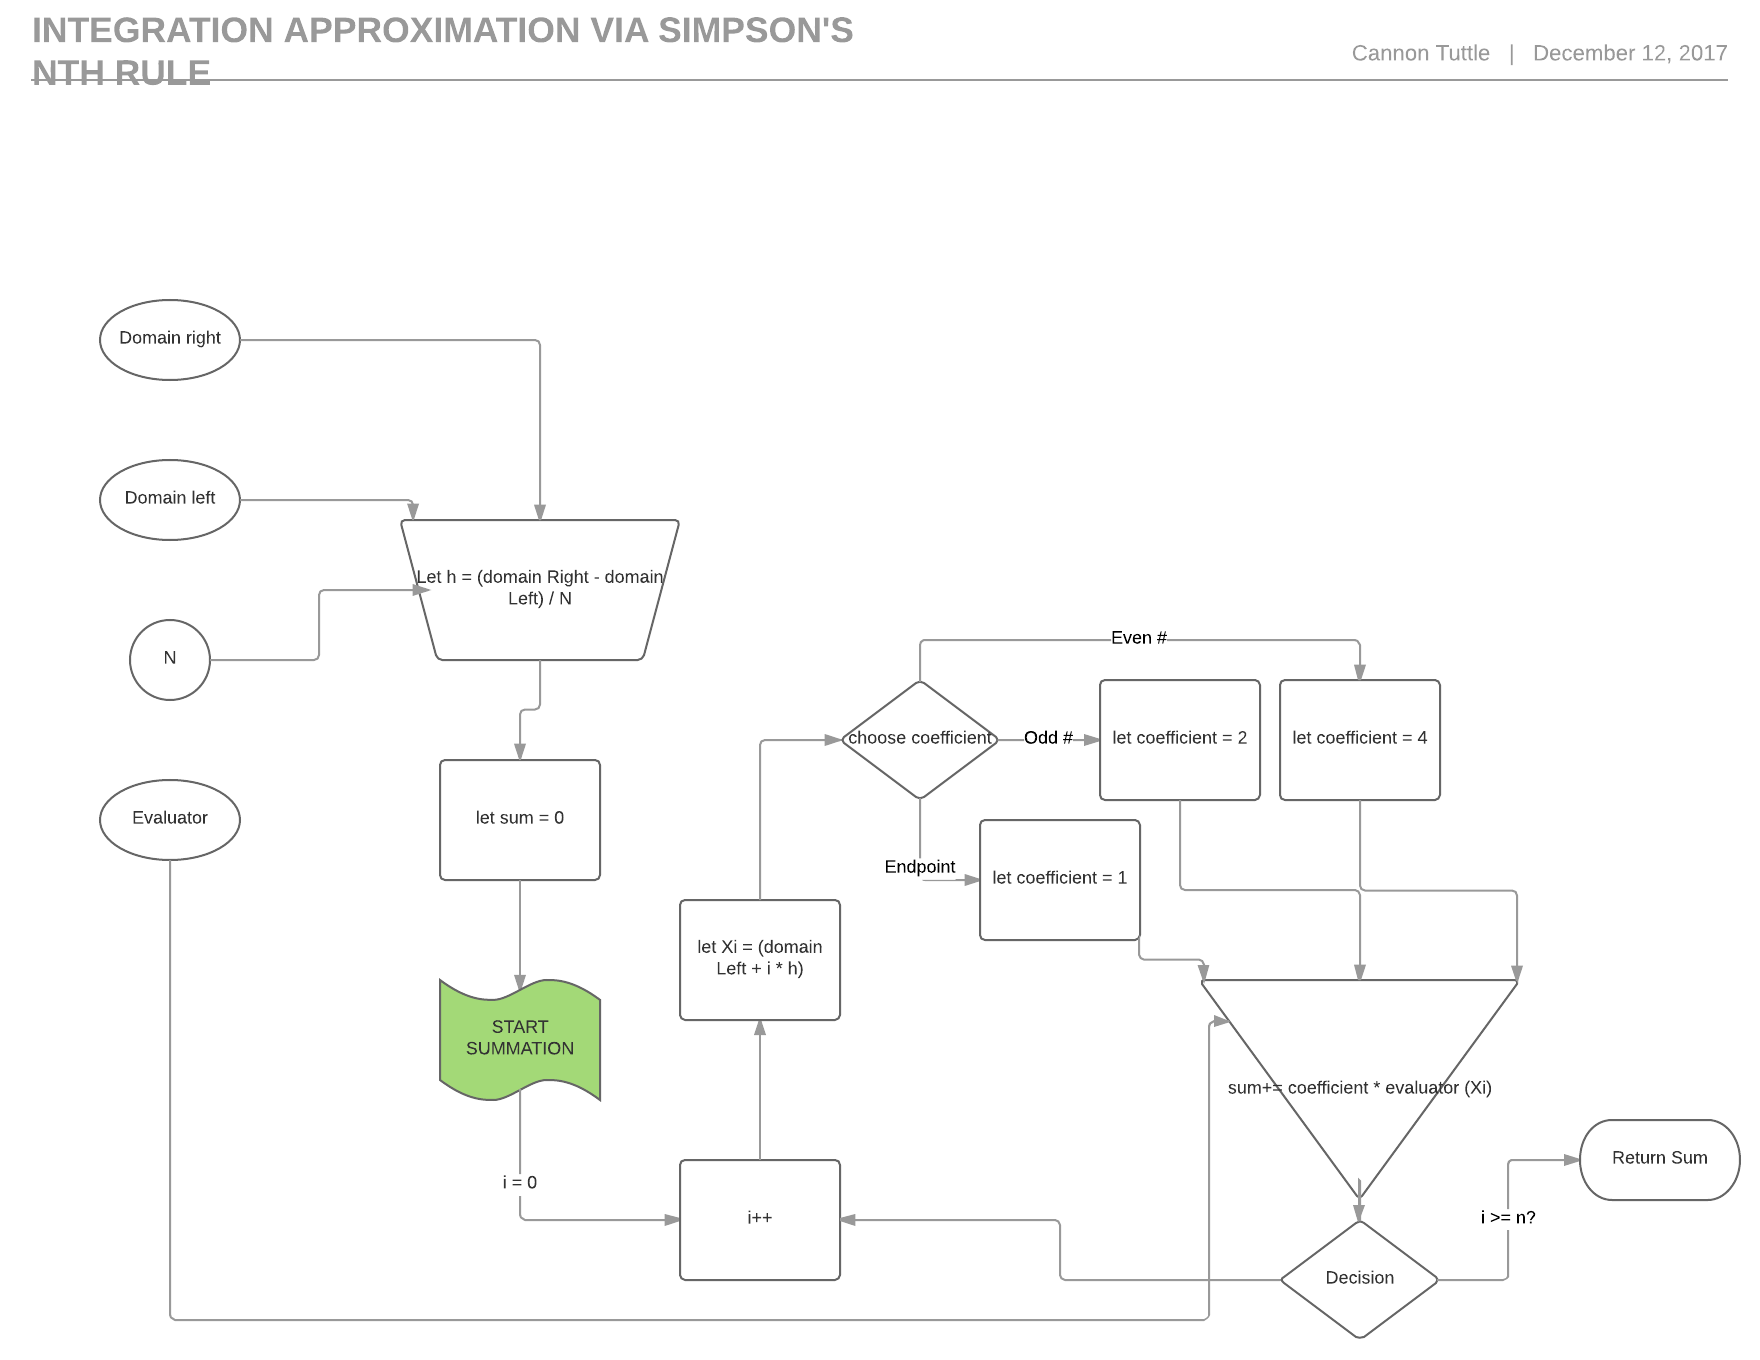 INTEGRATION APPROXIMATION VIA SIMPSON'S
NTH RULE
Cannon Tuttle | December 12, 2017
Domain right
Domain left
Let h = (domain Right - domain
Left) / N
N
Even #
choose coefficient
Odd #
let coefficient = 2
let coefficient = 4
Evaluator
let sum = 0
Endpoint
let coefficient = 1
let Xi = (domain
Left + i * h)
START
SUMMATION
sum+= coefficient * evaluator (Xi)
Return Sum
i = 0
i++
i >= n?
Decision